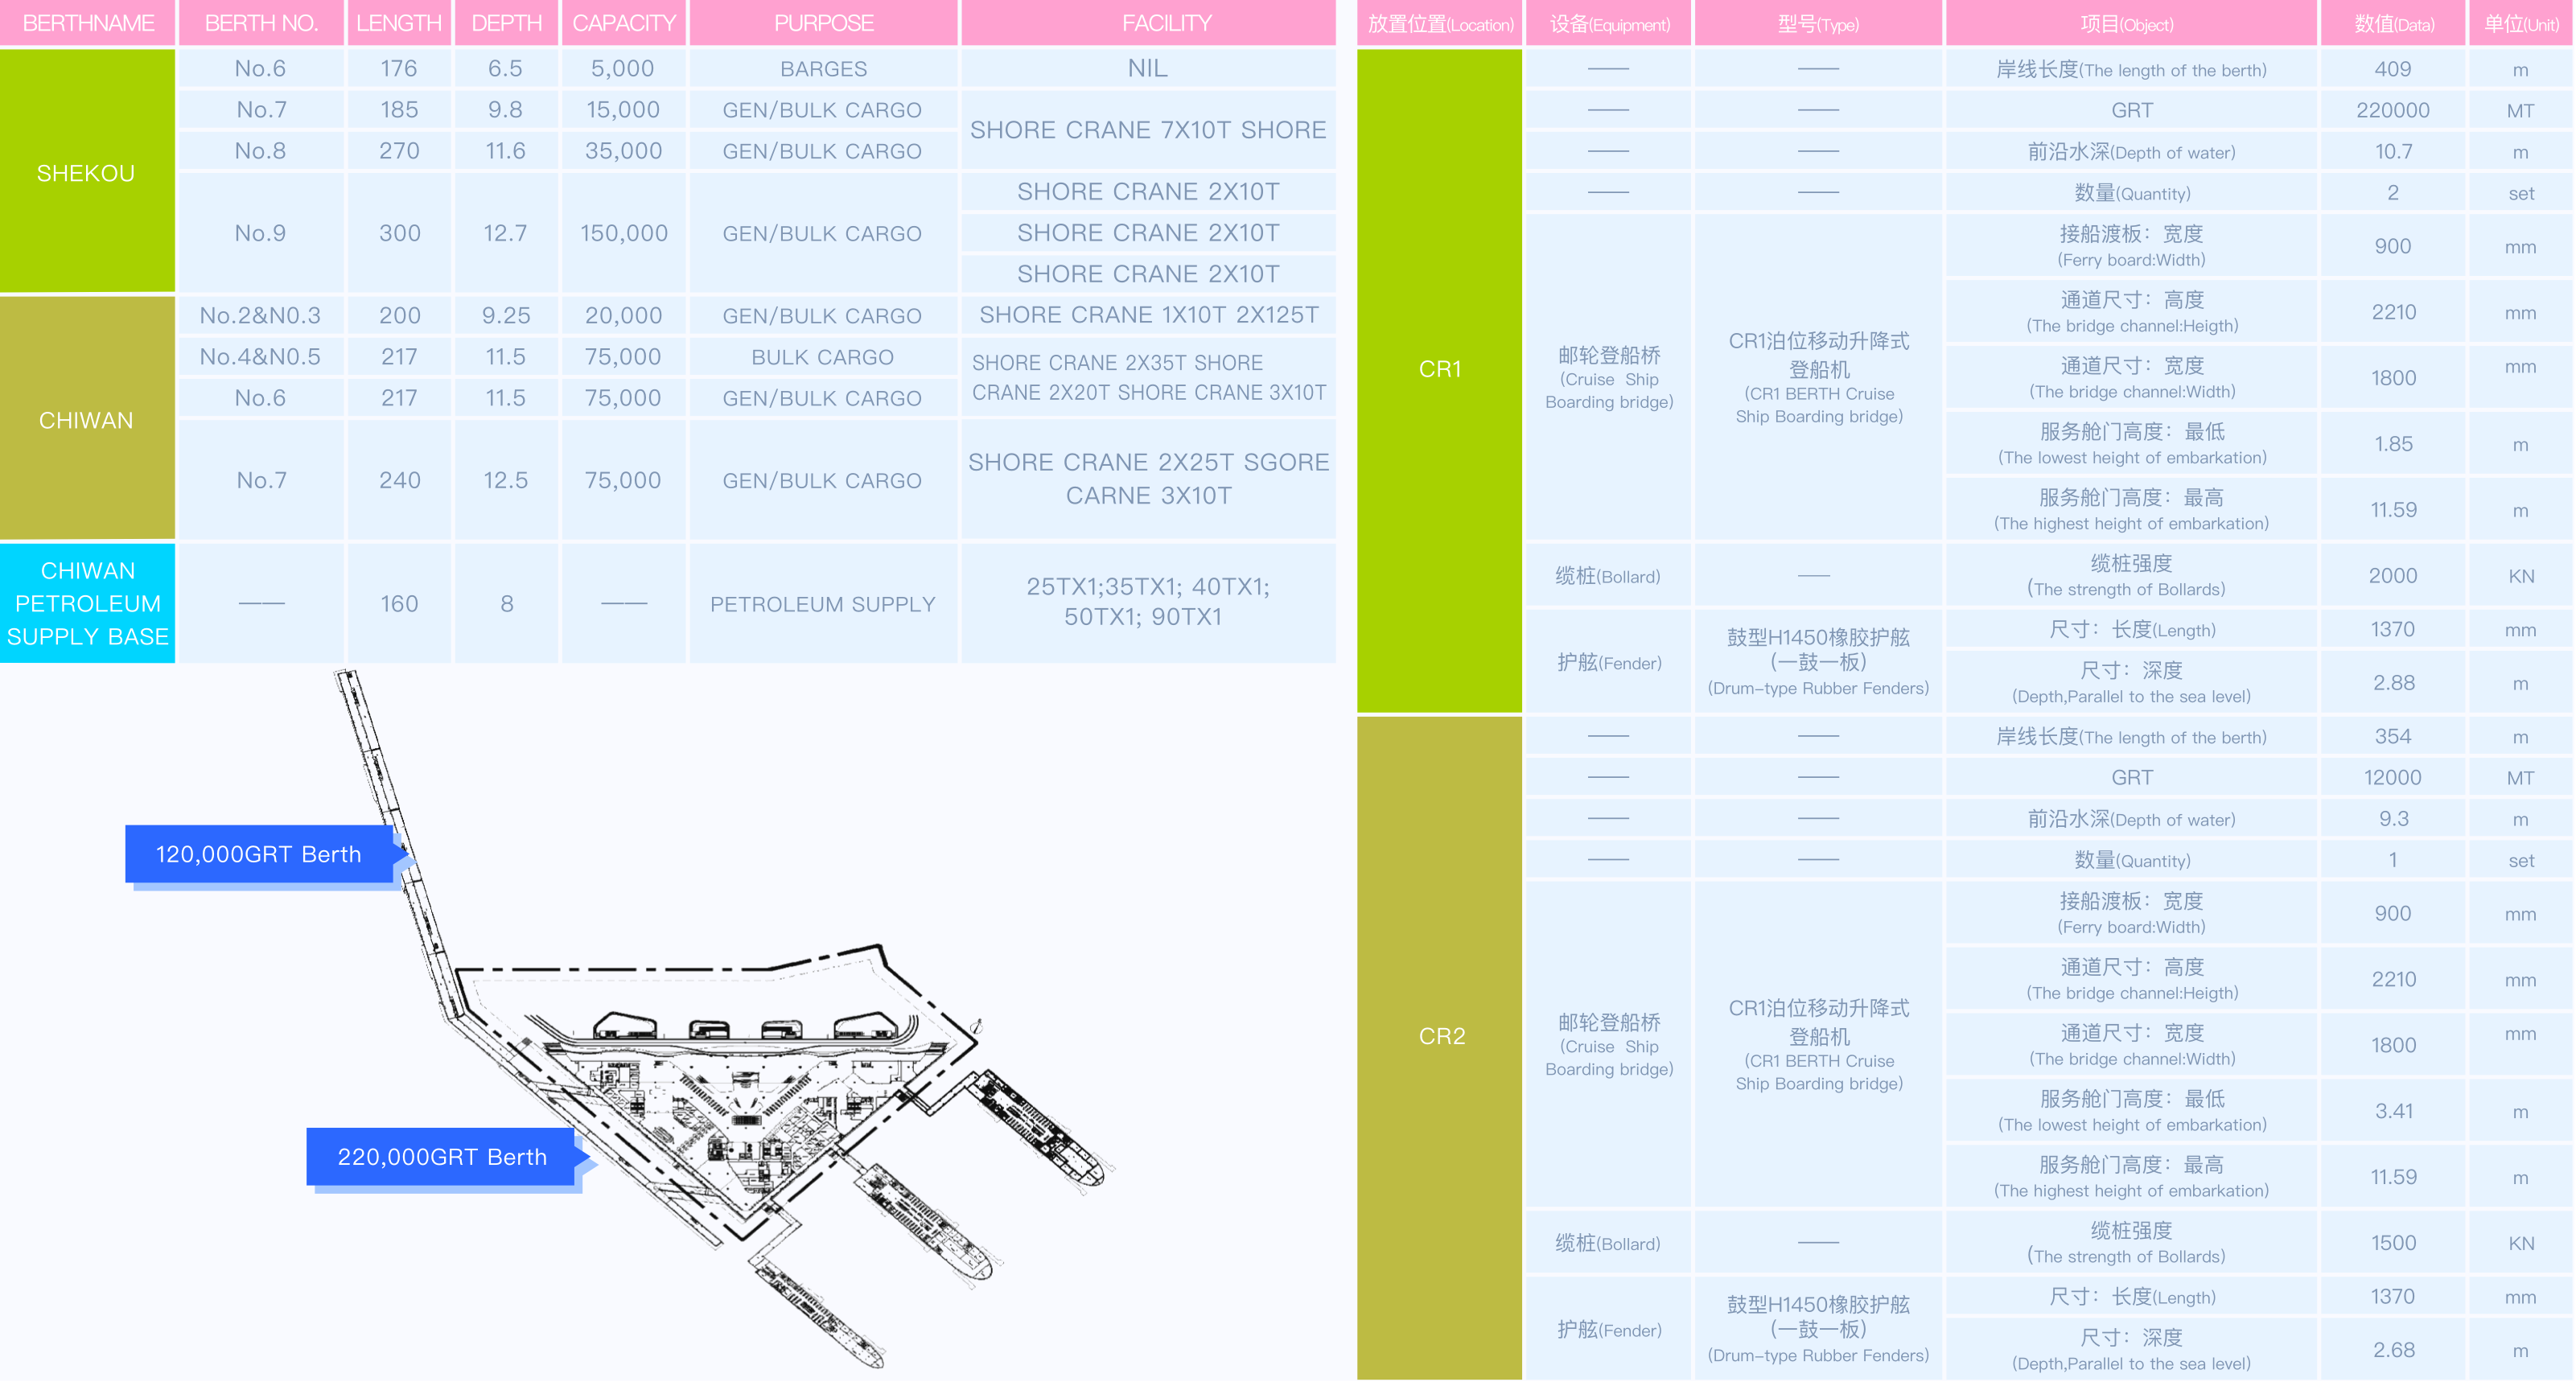 BERTHNAME BERTH NO. LENGTH DEPTH CAPACITY PURPOSE FACILITY
SHEKOU
No.6 176 6.5 5,000 BARGES NIL
No.7 185 9.8 15,000 GEN/BULK CARGO
SHORE CRANE 7X10T SHORE
No.8 270 11.6 35,000 GEN/BULK CARGO
No.9 300 12.7 150,000 GEN/BULK CARGO
SHORE CRANE 2X10T
SHORE CRANE 2X10T
SHORE CRANE 2X10T
CHIWAN
No.2&N0.3 200 9.25 20,000 GEN/BULK CARGO SHORE CRANE 1X10T 2X125T
No.4&N0.5 217 11.5 75,000 BULK CARGO
SHORE CRANE 2X35T SHORE
CRANE 2X20T SHORE CRANE 3X10T
No.6 217 11.5 75,000 GEN/BULK CARGO
No.7 240 12.5 75,000 GEN/BULK CARGO
SHORE CRANE 2X25T SGORE
CARNE 3X10T
CHIWAN
PETROLEUM
SUPPLY BASE
—— 160 8 —— PETROLEUM SUPPLY
25TX1;35TX1; 40TX1;
50TX1; 90TX1
120,000GRT Berth
220,000GRT Berth
放置位置(Location) 设备(Equipment) 型号(Type) 项目(Object) 数值(Data) 单位(Unit)
CR1
—— —— 岸线长度(The length of the berth) 409 m
—— —— GRT 220000 MT
—— —— 前沿水深(Depth of water) 10.7 m
—— —— 数量(Quantity) 2 set
邮轮登船桥
(Cruise Ship
Boarding bridge)
CR1泊位移动升降式
登船机
(CR1 BERTH Cruise
Ship Boarding bridge)
接船渡板：宽度
(Ferry board:Width)
900 mm
通道尺寸：高度
(The bridge channel:Heigth)
2210 mm
通道尺寸：宽度
(The bridge channel:Width)
1800 mm
服务舱门高度：最低
(The lowest height of embarkation)
1.85 m
服务舱门高度：最高
(The highest height of embarkation)
11.59 m
缆桩(Bollard) ——
缆桩强度
(The strength of Bollards)
2000 KN
护舷(Fender)
鼓型H1450橡胶护舷
(一鼓一板)
(Drum-type Rubber Fenders)
尺寸：长度(Length) 1370 mm
尺寸：深度
(Depth,Parallel to the sea level)
2.88 m
CR2
—— —— 岸线长度(The length of the berth) 354 m
—— —— GRT 12000 MT
—— —— 前沿水深(Depth of water) 9.3 m
—— —— 数量(Quantity) 1 set
邮轮登船桥
(Cruise Ship
Boarding bridge)
CR1泊位移动升降式
登船机
(CR1 BERTH Cruise
Ship Boarding bridge)
接船渡板：宽度
(Ferry board:Width)
900 mm
通道尺寸：高度
(The bridge channel:Heigth)
2210 mm
通道尺寸：宽度
(The bridge channel:Width)
1800 mm
服务舱门高度：最低
(The lowest height of embarkation)
3.41 m
服务舱门高度：最高
(The highest height of embarkation)
11.59 m
缆桩(Bollard) ——
缆桩强度
(The strength of Bollards)
1500 KN
护舷(Fender)
鼓型H1450橡胶护舷
(一鼓一板)
(Drum-type Rubber Fenders)
尺寸：长度(Length) 1370 mm
尺寸：深度
(Depth,Parallel to the sea level)
2.68 m